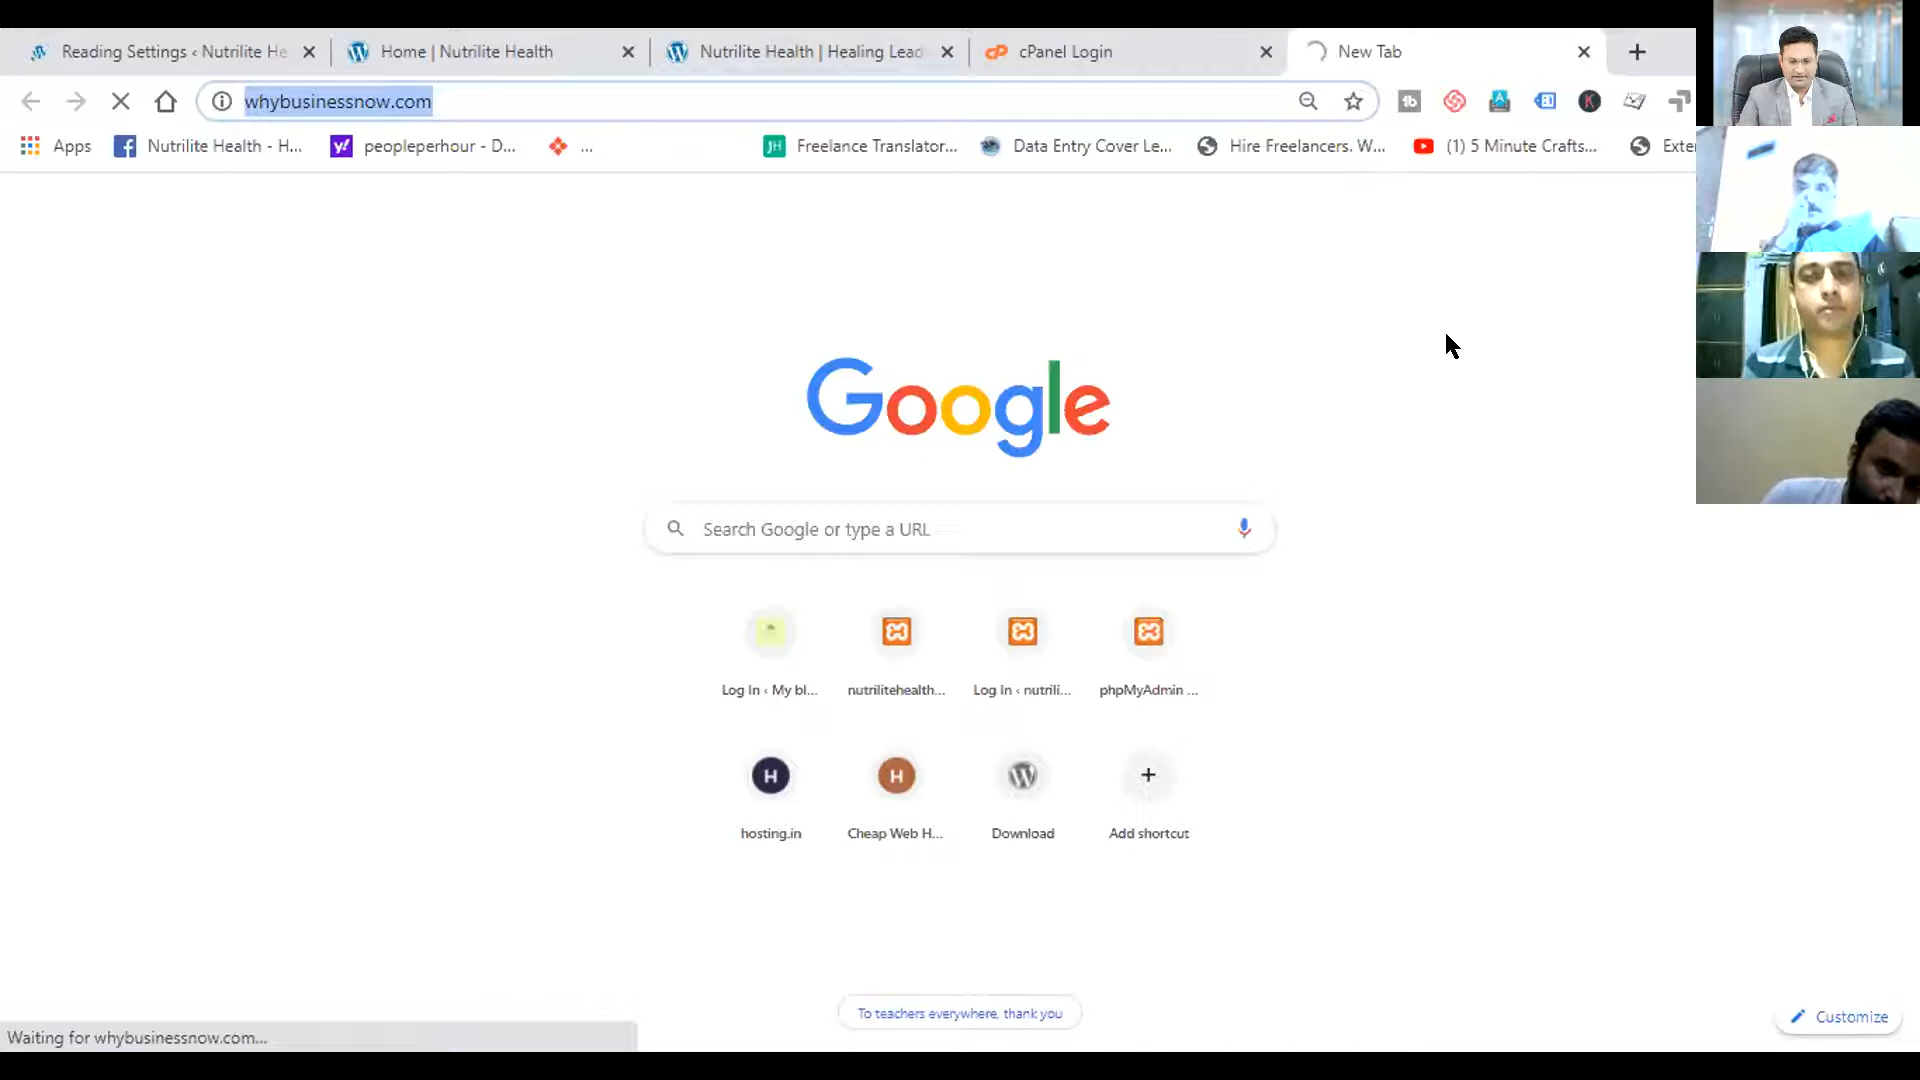 Reading Settings ‹ Nutrilite He
Home | Nutrilite Health
Nutrilite Health | Healing Lead
cPanel Login
New Tab
whybusinessnow.com
Apps
Nutrilite Health - H...
peopleperhour - D...
...
Freelance Translator...
Data Entry Cover Le...
Hire Freelancers. W...
(1) 5 Minute Crafts...
Exter
Google
Search Google or type a URL
Log In ‹ My bl...
nutrilitehealth...
Log In ‹ nutrili...
phpMyAdmin ...
H
H
hosting.in
Cheap Web H...
Download
Add shortcut
To teachers everywhere, thank you
Customize
Waiting for whybusinessnow.com...